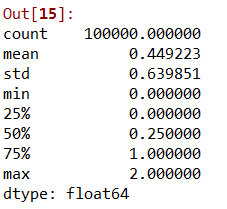 Out[15]:
count    100000.000000
mean          0.449223
std           0.639851
min           0.000000
25%           0.000000
50%           0.250000
75%           1.000000
max           2.000000
dtype: float64